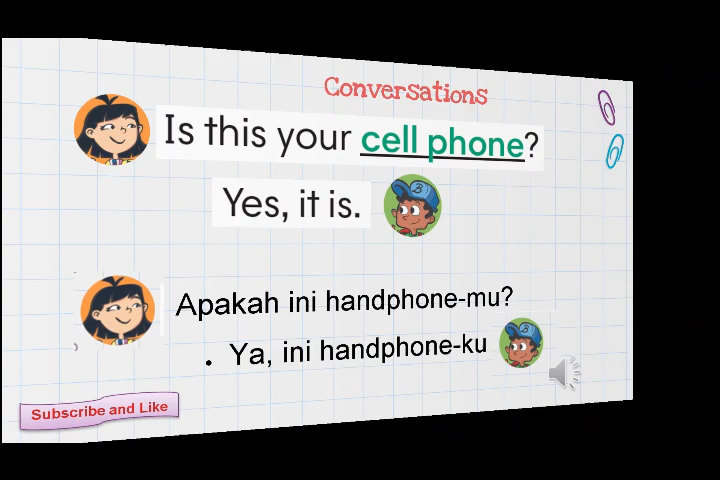 Conversations
Is this your cell phone?
Yes, it is.
Apakah ini handphone-mu?
• Ya, ini handphone-ku
Subscribe and Like